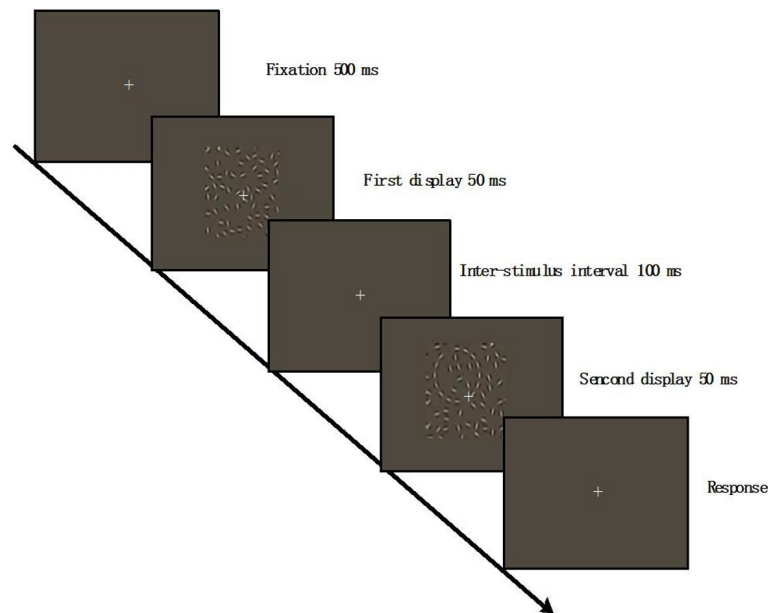 Fixation 500 ms
First display 50 ms
Inter-stimulus interval 100 ms
Sencond display 50 ms
Response